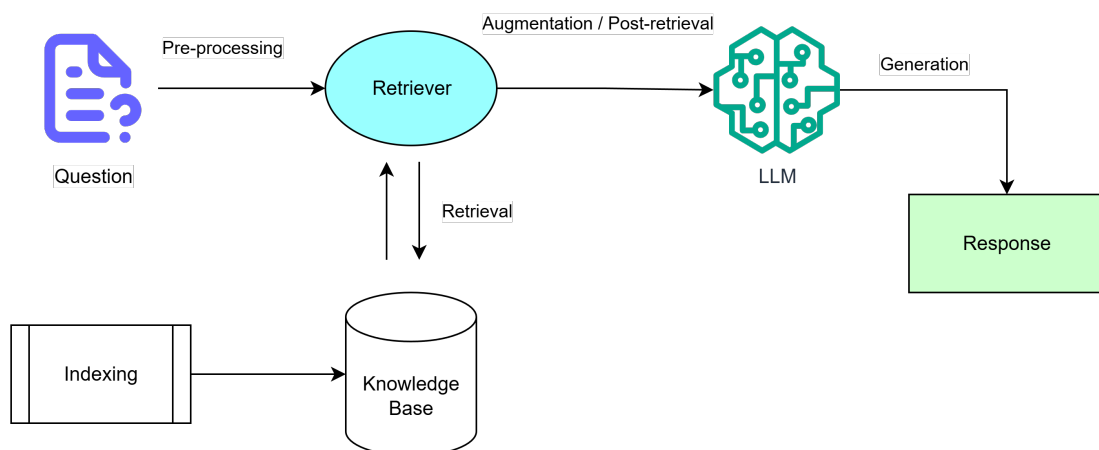 Augmentation / Post-retrieval
Pre-processing
Generation
Retriever
Question
LLM
Retrieval
Response
Indexing
Knowledge
Base